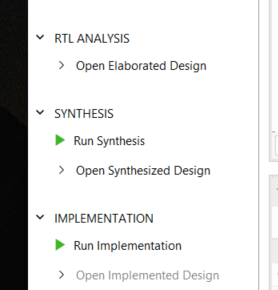 RTL ANALYSIS
Open Elaborated Design
SYNTHESIS
Run Synthesis
Open Synthesized Design
IMPLEMENTATION
Run Implementation
Open Implemented Design